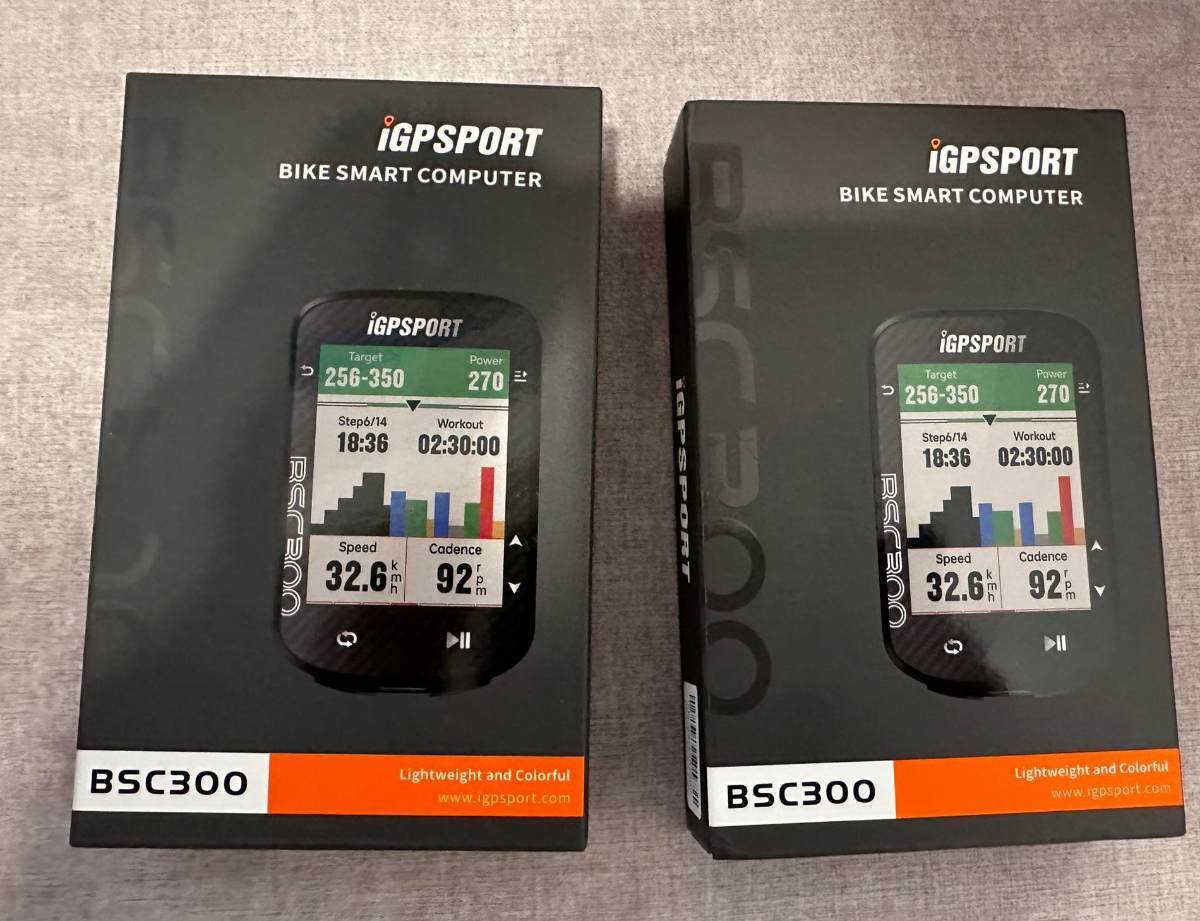 iGPSPORT
BIKE SMART COMPUTER
iGPSPORT
Target
Power
256-350
270
Step6/14
Workout
18:36
02:30:00
Speed
Cadence
32.6 kmh
92 rpm
BSC300
BSC300
Lightweight and Colorful
www.igpsport.com
iGPSPORT
BIKE SMART COMPUTER
BSC300
iGPSPORT
iGPSPORT
Target
Power
256-350
270
Step6/14
Workout
18:36
02:30:00
Speed
Cadence
32.6 kmh
92 rpm
BSC300
BSC300
Lightweight and Colorful
www.igpsport.com